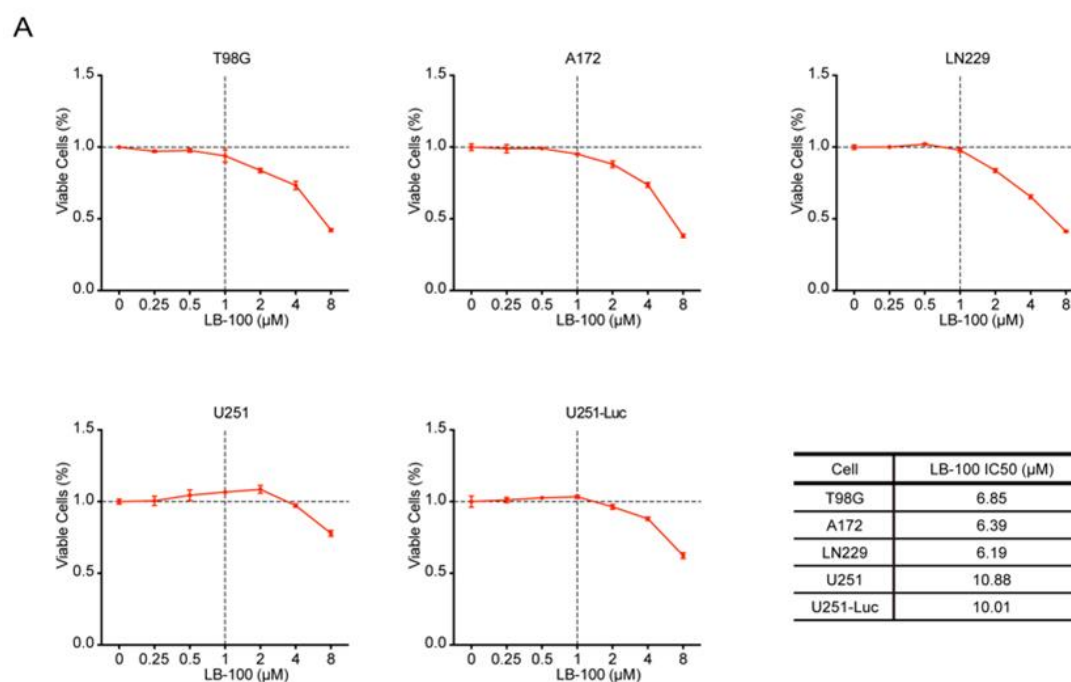 A
T98G
1.5
1.0
0.5
0.0
Viable Cells (%)
0 0.25 0.5 1 2 4 8
LB-100 (μM)
A172
1.5
1.0
0.5
0.0
Viable Cells (%)
0 0.25 0.5 1 2 4 8
LB-100 (μM)
LN229
1.5
1.0
0.5
0.0
Viable Cells (%)
0 0.25 0.5 1 2 4 8
LB-100 (μM)
U251
1.5
1.0
0.5
0.0
Viable Cells (%)
0 0.25 0.5 1 2 4 8
LB-100 (μM)
U251-Luc
1.5
1.0
0.5
0.0
Viable Cells (%)
0 0.25 0.5 1 2 4 8
LB-100 (μM)
Cell LB-100 IC50 (μM)
T98G 6.85
A172 6.39
LN229 6.19
U251 10.88
U251-Luc 10.01